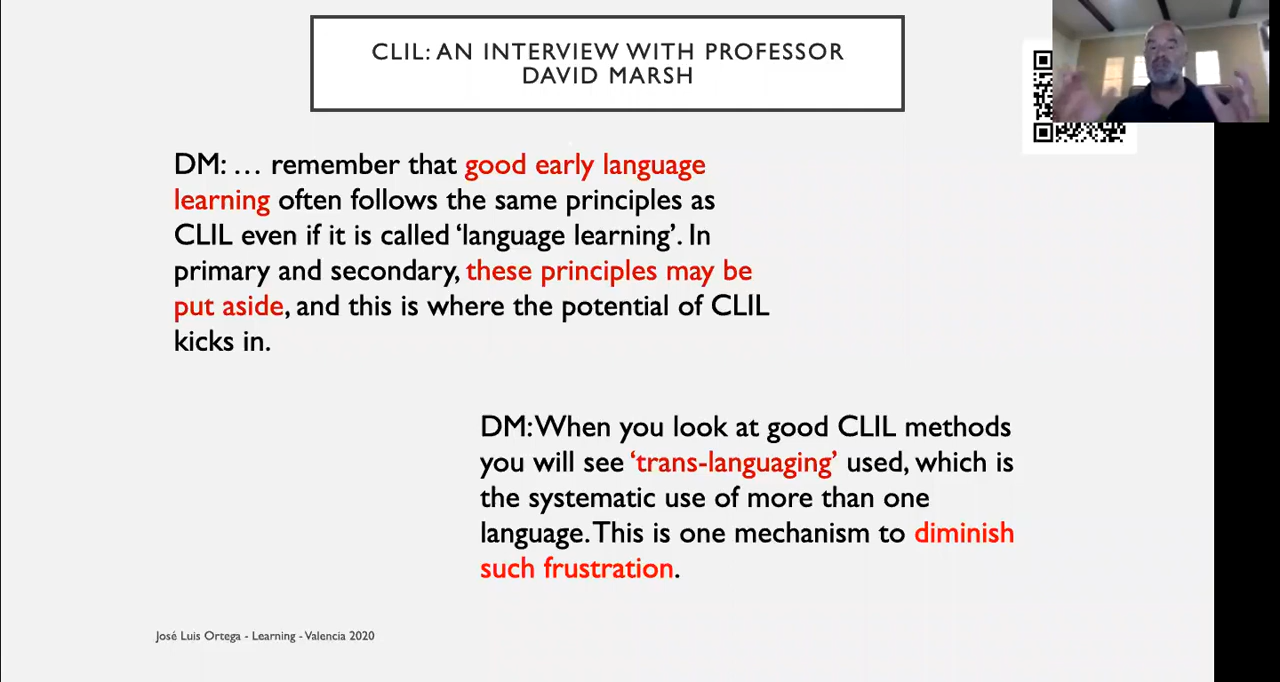 CLIL: AN INTERVIEW WITH PROFESSOR
DAVID MARSH
DM: … remember that good early language
learning often follows the same principles as
CLIL even if it is called ‘language learning’. In
primary and secondary, these principles may be
put aside, and this is where the potential of CLIL
kicks in.
DM: When you look at good CLIL methods
you will see ‘trans-languaging’ used, which is
the systematic use of more than one
language. This is one mechanism to diminish
such frustration.
José Luis Ortega - Learning - Valencia 2020